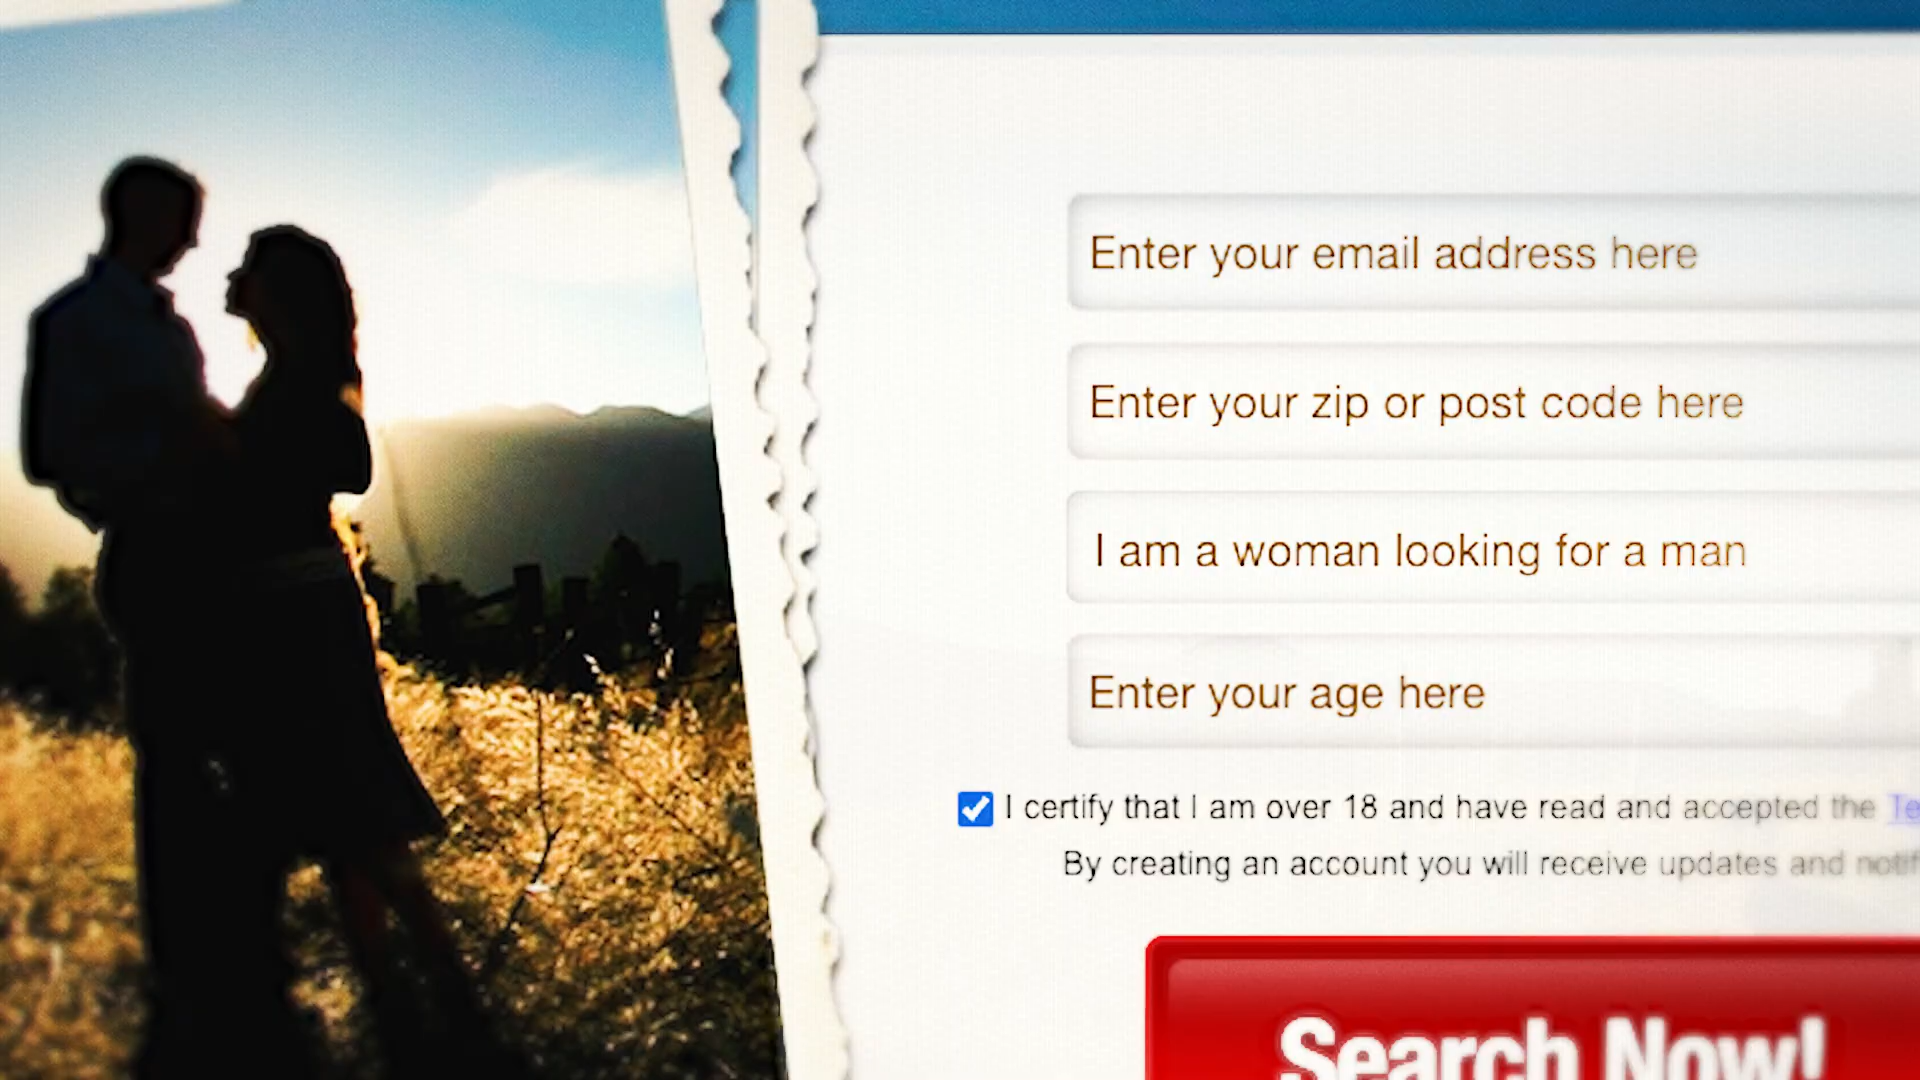 Enter your email address here
Enter your zip or post code here
I am a woman looking for a man
Enter your age here
I certify that I am over 18 and have read and accepted the
By creating an account you will receive updates and
Search Now!